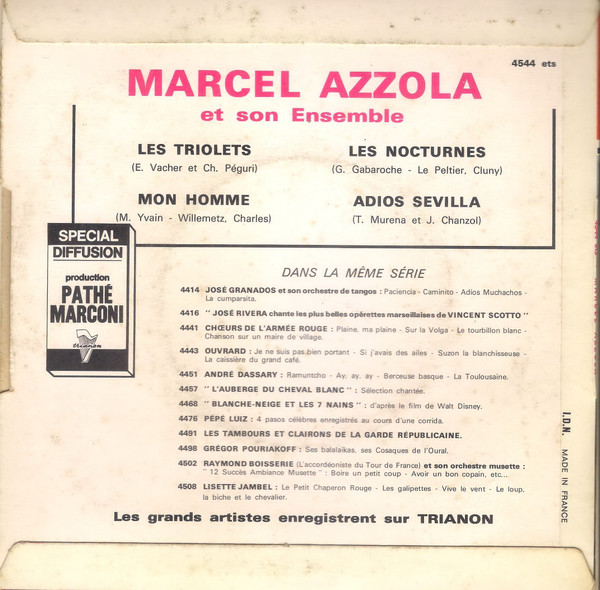 4544 ets
MARCEL AZZOLA
et son Ensemble
LES TRIOLETS
(E. Vacher et Ch. Péguri)
LES NOCTURNES
(G. Gabaroche - Le Peltier, Cluny)
MON HOMME
(M. Yvain - Willemetz, Charles)
ADIOS SEVILLA
(T. Murena et J. Chanzol)
SPECIAL
DIFFUSION
production
PATHÉ
MARCONI
trianon
DANS LA MÊME SÉRIE
4414 JOSÉ GRANADOS et son orchestre de tangos : Paciencia - Caminito - Adios Muchachos -
La cumparsita.
4416 " JOSÉ RIVERA chante les plus belles opérettes marseillaises de VINCENT SCOTTO "
4441 CHŒURS DE L'ARMÉE ROUGE : Plaine, ma plaine - Sur la Volga - Le tourbillon blanc -
Chanson sur un maire de village.
4443 OUVRARD : Je ne suis pas bien portant - Si j'avais des ailes - Suzon la blanchisseuse -
La caissière du grand café.
4451 ANDRÉ DASSARY : Ramuntcho - Ay, ay, ay - Berceuse basque - La Toulousaine.
4457 " L'AUBERGE DU CHEVAL BLANC " : Sélection chantée.
4468 " BLANCHE-NEIGE ET LES 7 NAINS " : d'après le film de Walt Disney.
4476 PÉPÉ LUIZ : 4 pasos célèbres enregistrés au cours d'une corrida.
4491 LES TAMBOURS ET CLAIRONS DE LA GARDE RÉPUBLICAINE.
4498 GRÉGOR POURIAKOFF : Ses balalaïkas, ses Cosaques de l'Oural.
4502 RAYMOND BOISSERIE (L'accordéoniste du Tour de France) et son orchestre musette :
" 12 Succès Ambiance Musette " : Boire un petit coup - Avoir un bon copain, etc...
4508 LISETTE JAMBEL : Le Petit Chaperon Rouge - Les galipettes - Vive le vent - Le loup,
la biche et le chevalier.
Les grands artistes enregistrent sur TRIANON
I.D.N. MADE IN FRANCE